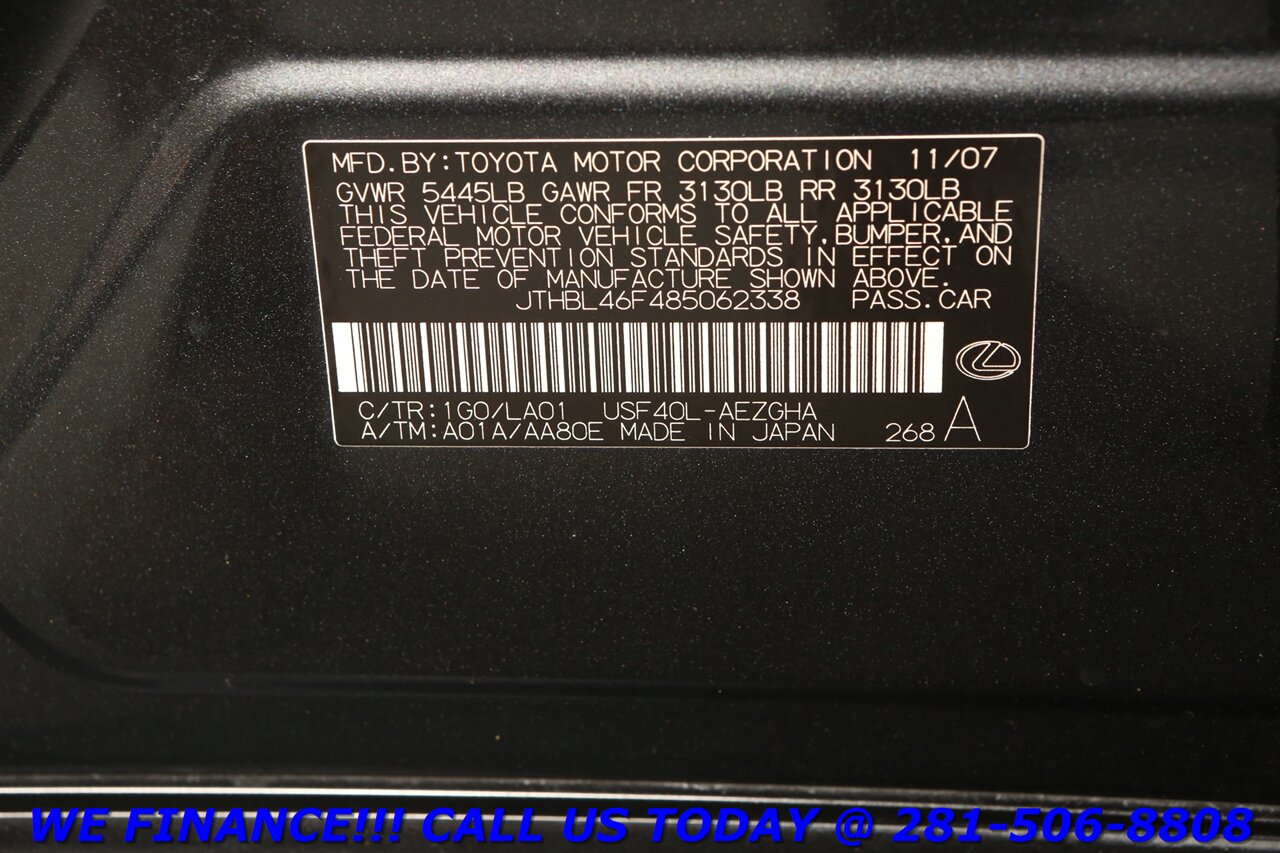 MFD.BY:TOYOTA MOTOR CORPORATION 11/07
GVWR 5445LB GAWR FR 3130LB RR 3130LB
THIS VEHICLE CONFORMS TO ALL APPLICABLE
FEDERAL MOTOR VEHICLE SAFETY,BUMPER,AND
THEFT PREVENTION STANDARDS IN EFFECT ON
THE DATE OF MANUFACTURE SHOWN ABOVE.
JTHBL46F485062338 PASS.CAR
C/TR:1G0/LA01 USF40L-AEZGHA
A/TM:A01A/AA80E MADE IN JAPAN 268 A
WE FINANCE!!! CALL US TODAY @ 281-506-8808